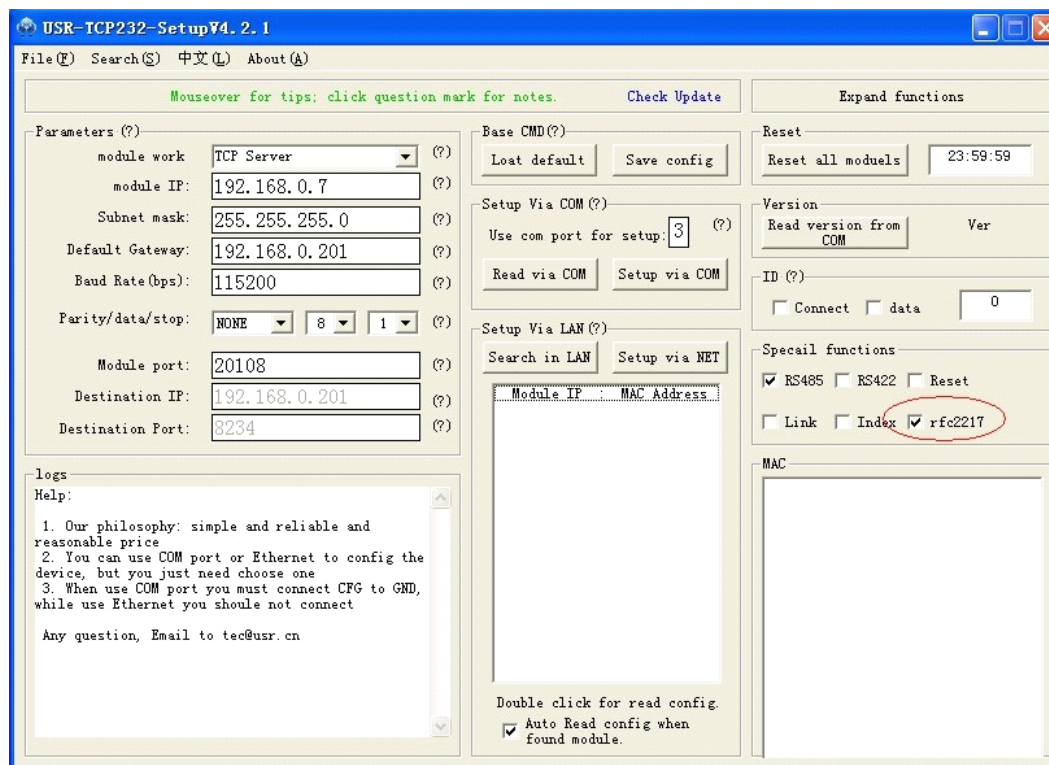 USR-TCP232-SetupV4.2.1
File(F) Search(S) 中文(L) About(A)
Mouseover for tips; click question mark for notes. Check Update
Expand functions
Parameters (?)
module work TCP Server (?)
module IP: 192.168.0.7 (?)
Subnet mask: 255.255.255.0 (?)
Default Gateway: 192.168.0.201 (?)
Baud Rate(bps): 115200 (?)
Parity/data/stop: NONE 8 1 (?)
Module port: 20108 (?)
Destination IP: 192.168.0.201 (?)
Destination Port: 8234 (?)
logs
Help:
1. Our philosophy: simple and reliable and
reasonable price
2. You can use COM port or Ethernet to config the
device, but you just need choose one
3. When use COM port you must connect CFG to GND,
while use Ethernet you shoule not connect
Any question, Email to tec@usr.cn
Base CMD(?)
Loat default Save config
Setup Via COM(?)
Use com port for setup: 3 (?)
Read via COM Setup via COM
Setup Via LAN(?)
Search in LAN Setup via NET
Module IP : MAC Address
Double click for read config.
Auto Read config when
found module.
Reset
Reset all moduels 23:59:59
Version
Read version from
COM
Ver
ID (?)
Connect data 0
Specail functions
RS485 RS422 Reset
Link Index rfc2217
MAC